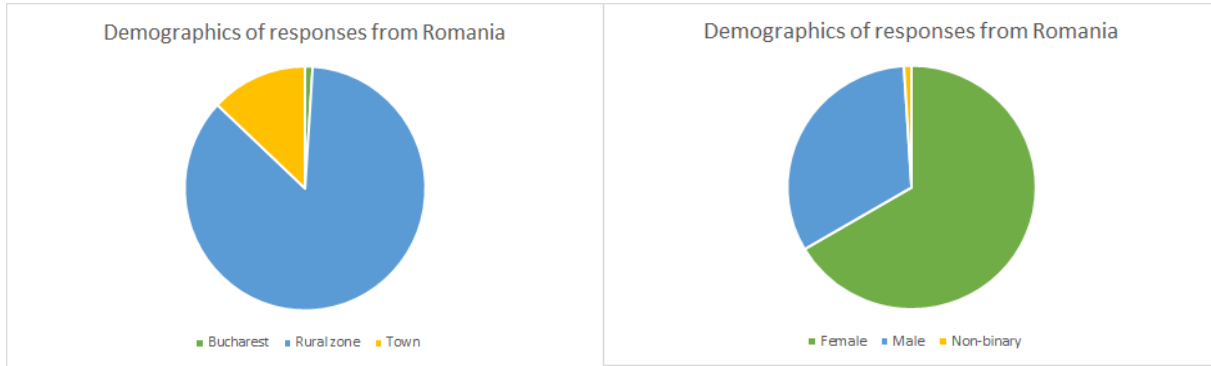 Demographics of responses from Romania
Bucharest Rural zone Town
Demographics of responses from Romania
Female Male Non-binary